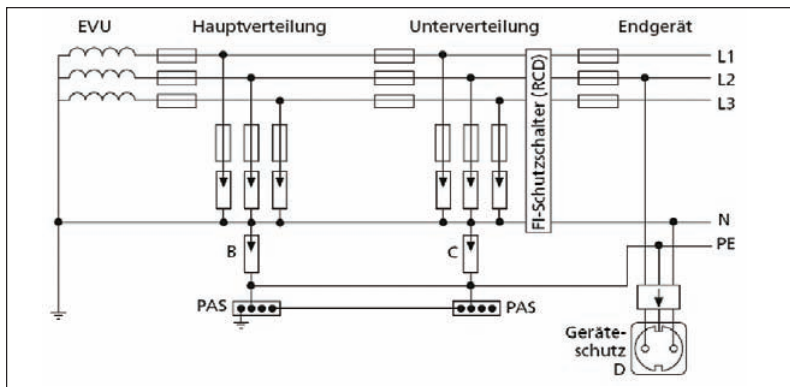 EVU Hauptverteilung Unterverteilung Endgerät
L1
L2
L3
FI-Schutzschalter (RCD)
N
B C PE
PAS PAS
Geräte-
schutz
D